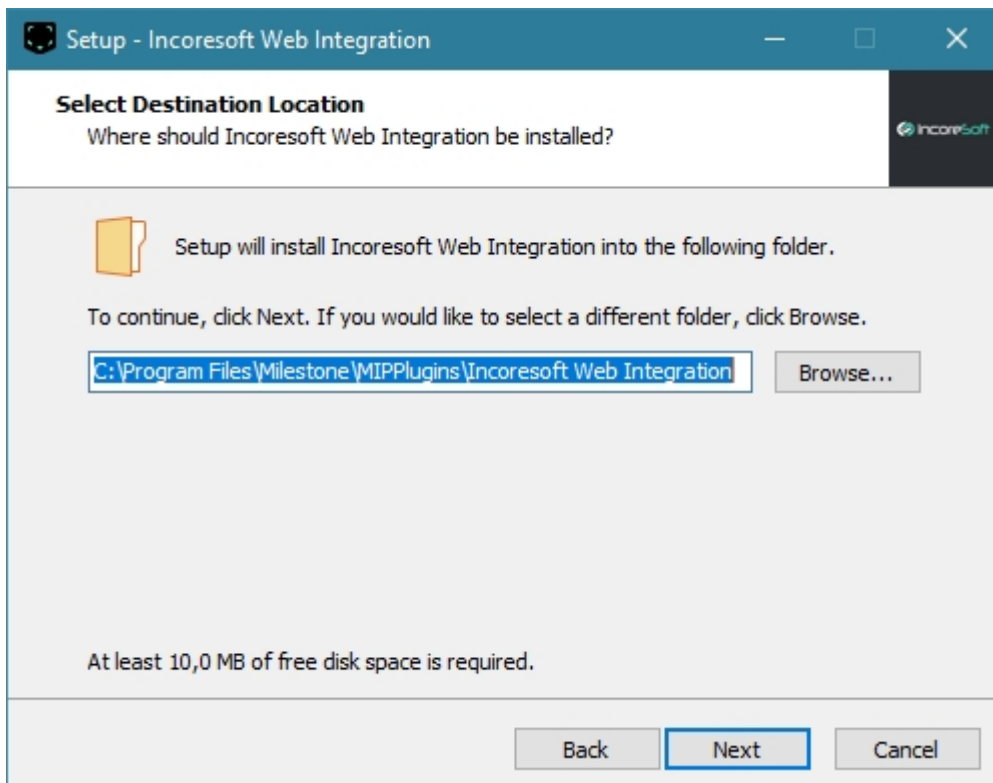 Setup - Incoresoft Web Integration
Select Destination Location
Where should Incoresoft Web Integration be installed?
IncoreSoft
Setup will install Incoresoft Web Integration into the following folder.
To continue, click Next. If you would like to select a different folder, click Browse.
C:\Program Files\Milestone\MIPPlugins\Incoresoft Web Integration
Browse...
At least 10,0 MB of free disk space is required.
Back
Next
Cancel